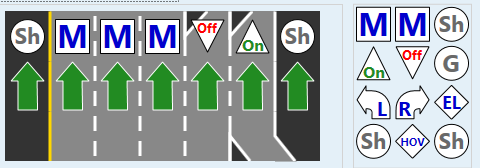 Sh M M M Off On Sh
M M Sh
On Off G
L R EL
Sh HOV Sh